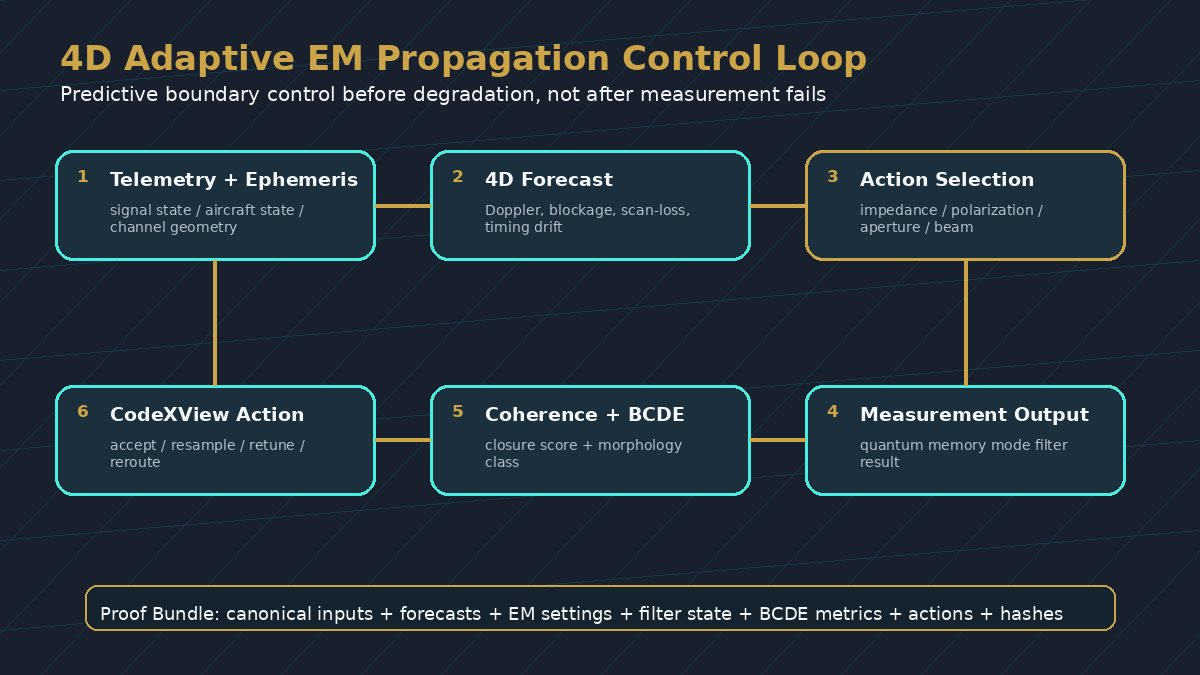 4D Adaptive EM Propagation Control Loop
Predictive boundary control before degradation, not after measurement fails
1 Telemetry + Ephemeris
signal state / aircraft state /
channel geometry
2 4D Forecast
Doppler, blockage, scan-loss,
timing drift
3 Action Selection
impedance / polarization /
aperture / beam
6 CodeXView Action
accept / resample / retune /
reroute
5 Coherence + BCDE
closure score + morphology
class
4 Measurement Output
quantum memory mode filter
result
Proof Bundle: canonical inputs + forecasts + EM settings + filter state + BCDE metrics + actions + hashes